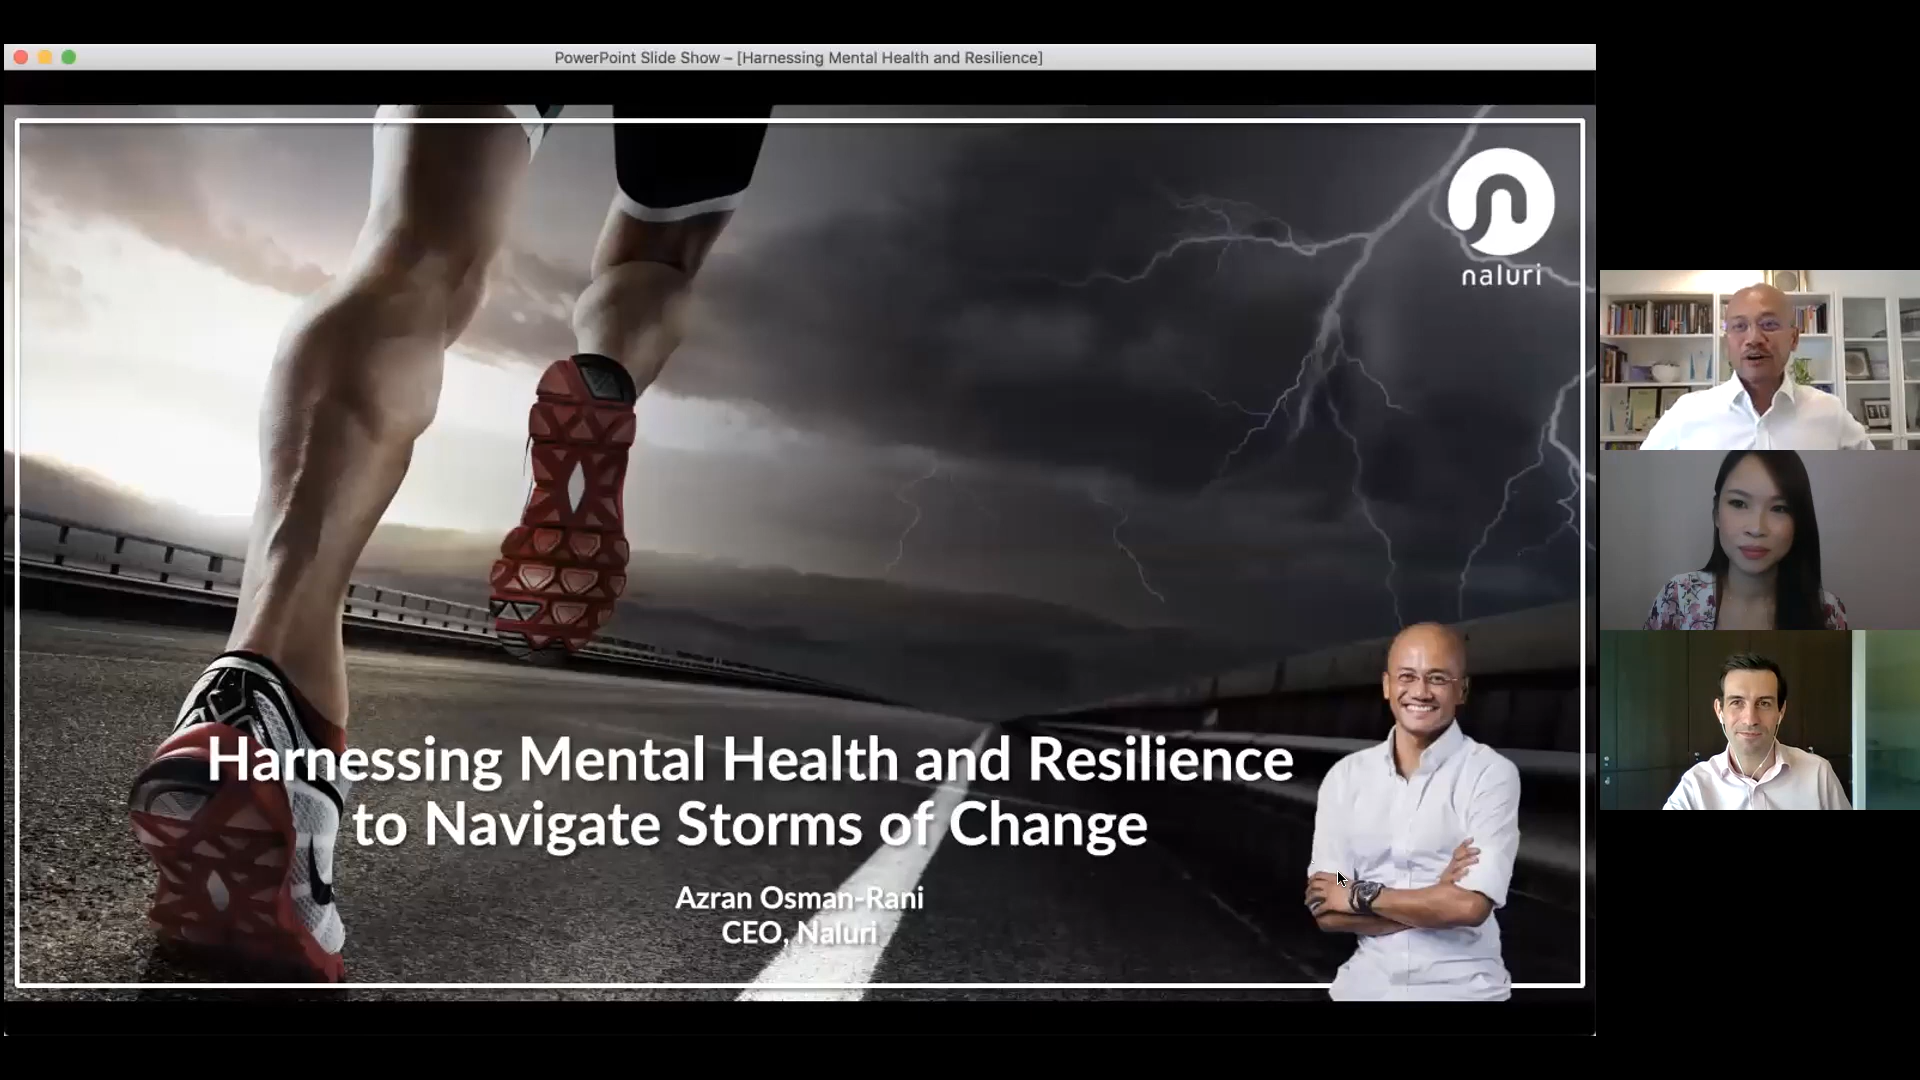 PowerPoint Slide Show – [Harnessing Mental Health and Resilience]
naluri
Harnessing Mental Health and Resilience
to Navigate Storms of Change
Azran Osman-Rani
CEO, Naluri